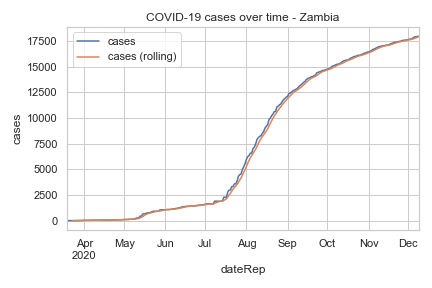 COVID-19 cases over time - Zambia
cases
cases (rolling)
17500
15000
12500
10000
7500
5000
2500
0
cases
Apr May Jun Jul Aug Sep Oct Nov Dec
2020
dateRep